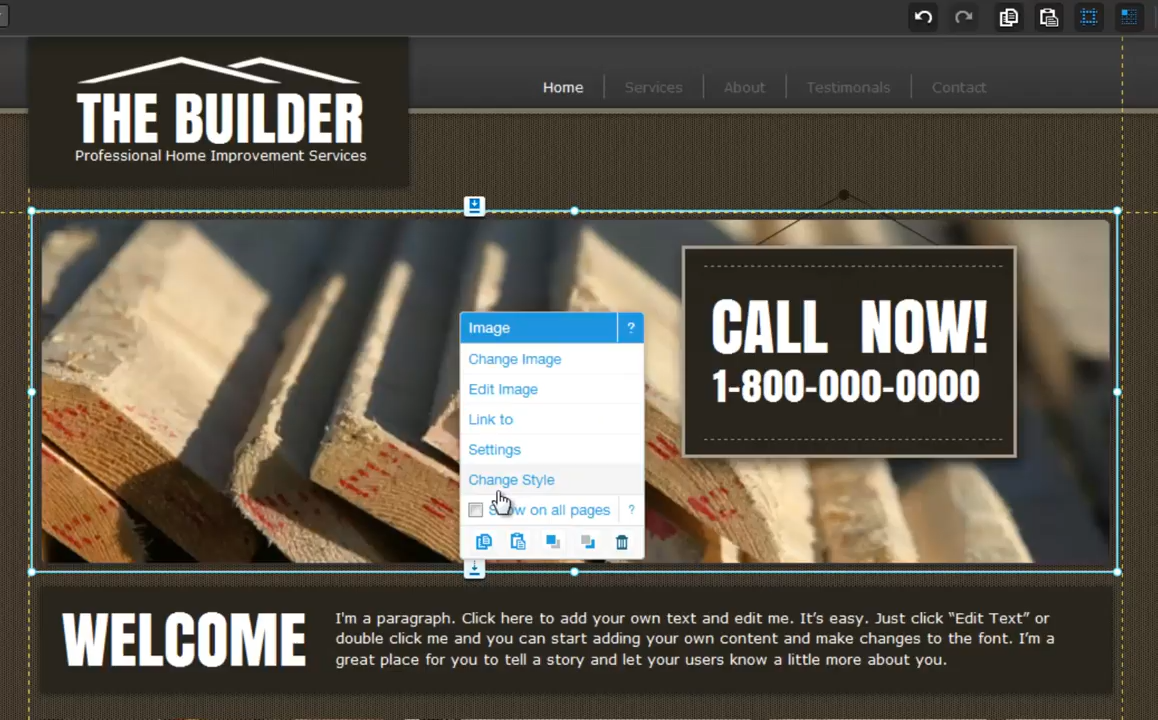 THE BUILDER
Professional Home Improvement Services
Home
Services
About
Testimonals
Contact
CALL NOW!
1-800-000-0000
Image ?
Change Image
Edit Image
Link to
Settings
Change Style
on all pages ?
WELCOME
I'm a paragraph. Click here to add your own text and edit me. It's easy. Just click “Edit Text” or
double click me and you can start adding your own content and make changes to the font. I'm a
great place for you to tell a story and let your users know a little more about you.